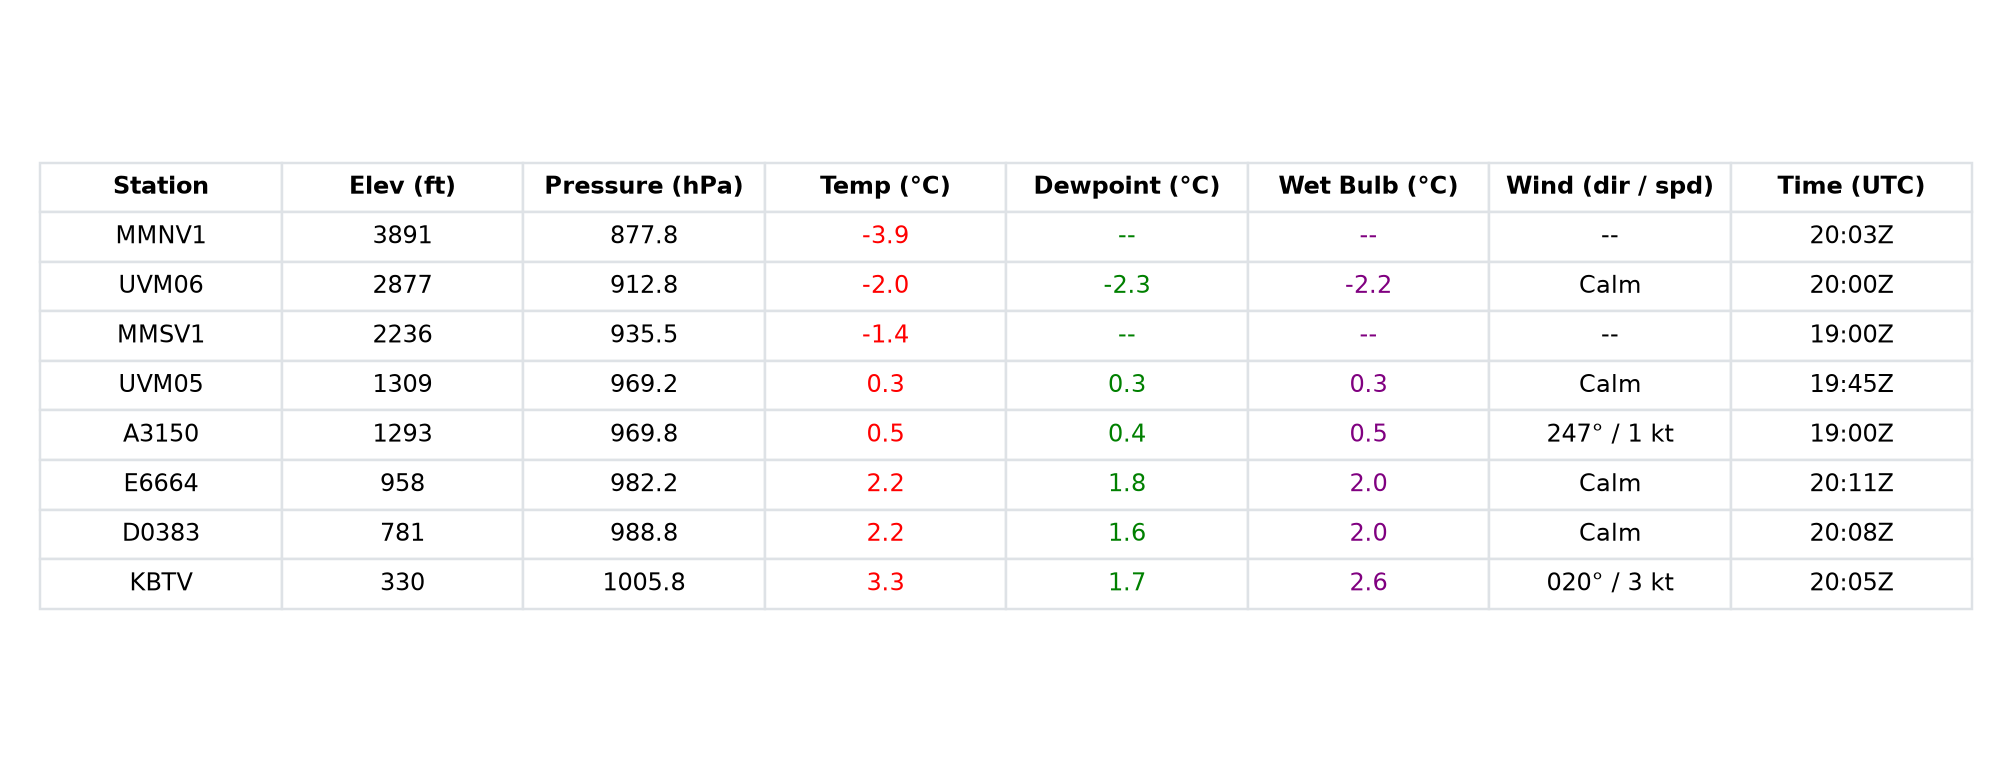 Station Elev (ft) Pressure (hPa) Temp (°C) Dewpoint (°C) Wet Bulb (°C) Wind (dir / spd) Time (UTC)
MMNV1 3891 877.8 -3.9 -- -- -- 20:03Z
UVM06 2877 912.8 -2.0 -2.3 -2.2 Calm 20:00Z
MMSV1 2236 935.5 -1.4 -- -- -- 19:00Z
UVM05 1309 969.2 0.3 0.3 0.3 Calm 19:45Z
A3150 1293 969.8 0.5 0.4 0.5 247° / 1 kt 19:00Z
E6664 958 982.2 2.2 1.8 2.0 Calm 20:11Z
D0383 781 988.8 2.2 1.6 2.0 Calm 20:08Z
KBTV 330 1005.8 3.3 1.7 2.6 020° / 3 kt 20:05Z